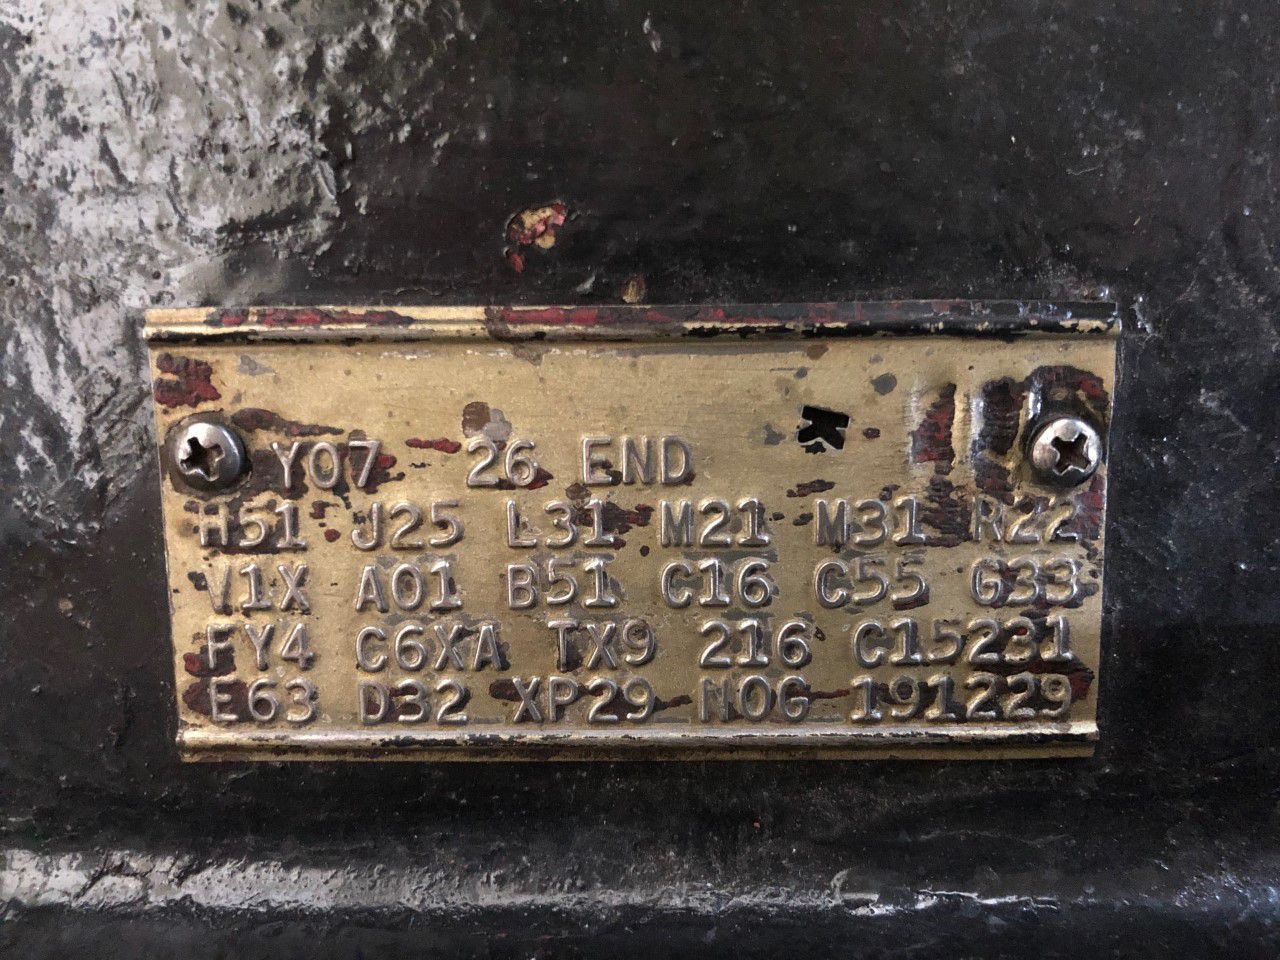 Y07 26 END
H51 J25 L31 M21 M31 R22
V1X A01 B51 C16 C55 G33
FY4 C6XA TX9 216 C15231
E63 D32 XP29 N0G 191229